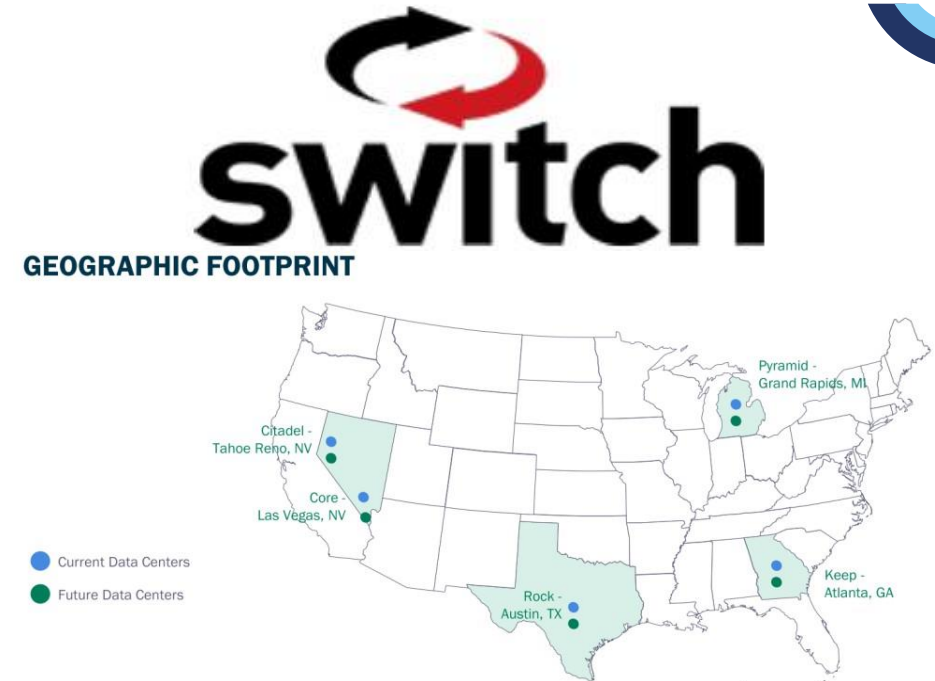 switch
GEOGRAPHIC FOOTPRINT
Pyramid -
Grand Rapids, MI
Citadel -
Tahoe Reno, NV
Core -
Las Vegas, NV
Current Data Centers
Future Data Centers
Rock -
Austin, TX
Keep -
Atlanta, GA